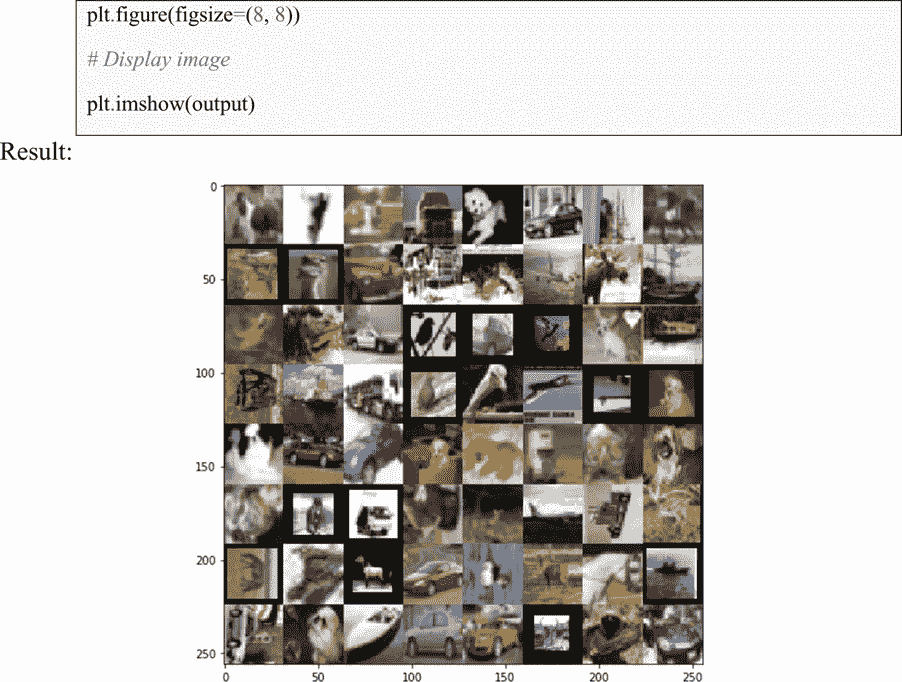 plt.figure(figsize=(8, 8))
# Display image
plt.imshow(output)
Result:
0
50
100
150
200
250
0 50 100 150 200 250